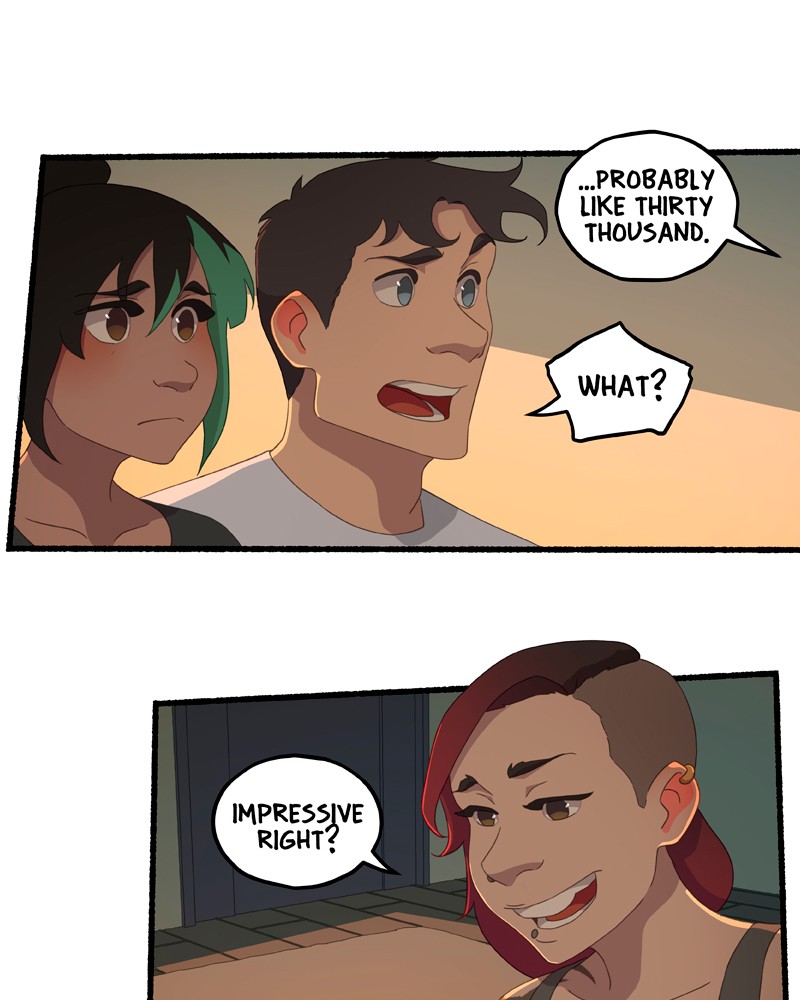 ...PROBABLY
LIKE THIRTY
THOUSAND.
WHAT?
IMPRESSIVE
RIGHT?